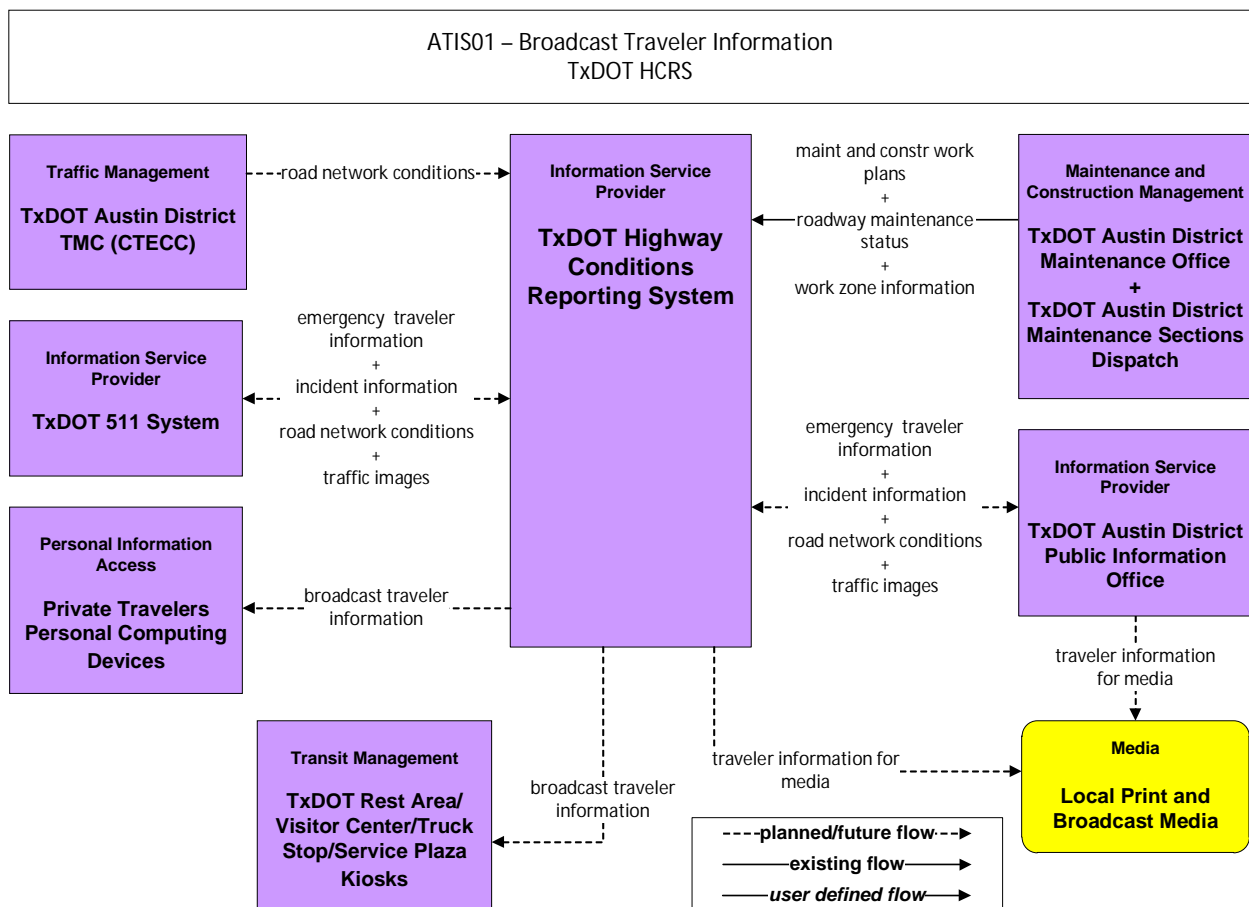 ATIS01 – Broadcast Traveler Information
TxDOT HCRS
Traffic Management
TxDOT Austin District
TMC (CTECC)
road network conditions
Information Service
Provider
TxDOT Highway
Conditions
Reporting System
maint and constr work
plans
+
roadway maintenance
status
+
work zone information
Maintenance and
Construction Management
TxDOT Austin District
Maintenance Office
+
TxDOT Austin District
Maintenance Sections
Dispatch
Information Service
Provider
TxDOT 511 System
emergency traveler
information
+
incident information
+
road network conditions
+
traffic images
emergency traveler
information
+
incident information
+
road network conditions
+
traffic images
Information Service
Provider
TxDOT Austin District
Public Information
Office
Personal Information
Access
Private Travelers
Personal Computing
Devices
broadcast traveler
information
traveler information
for media
Transit Management
TxDOT Rest Area/
Visitor Center/Truck
Stop/Service Plaza
Kiosks
broadcast traveler
information
traveler information for
media
Media
Local Print and
Broadcast Media
planned/future flow
existing flow
user defined flow